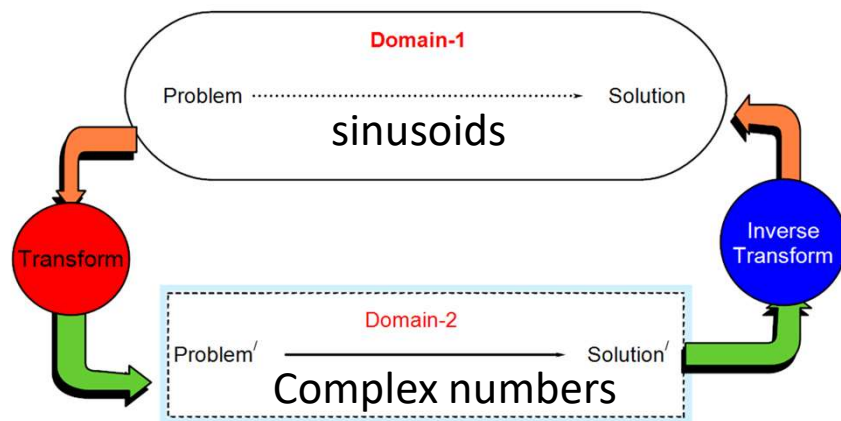 Domain-1
Problem Solution
sinusoids
Transform
Inverse
Transform
Domain-2
Problem/ Solution/
Complex numbers